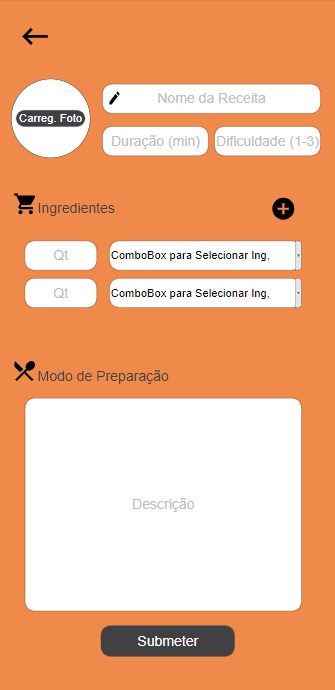 Carreg. Foto
Nome da Receita
Duração (min)
Dificuldade (1-3)
Ingredientes
Qt
ComboBox para Selecionar Ing,
Qt
ComboBox para Selecionar Ing,
Modo de Preparação
Descrição
Submeter